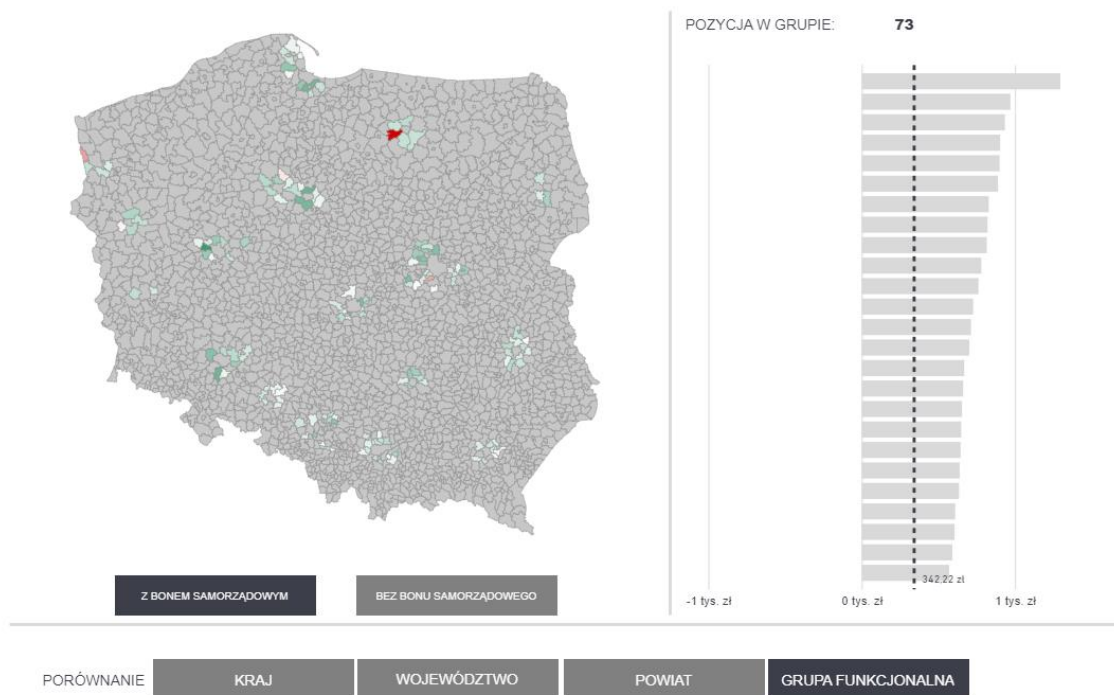 POZYCJA W GRUPIE: 73
342,22 zł
-1 tys. zł 0 tys. zł 1 tys. zł
Z BONEM SAMORZĄDOWYM BEZ BONU SAMORZĄDOWEGO
PORÓWNANIE KRAJ WOJEWÓDZTWO POWIAT GRUPA FUNKCJONALNA